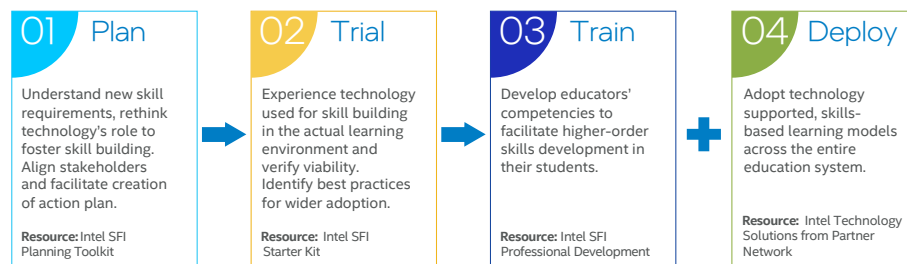 01 Plan
Understand new skill
requirements, rethink
technology's role to
foster skill building.
Align stakeholders
and facilitate creation
of action plan.
Resource: Intel SFI
Planning Toolkit
02 Trial
Experience technology
used for skill building
in the actual learning
environment and
verify viability.
Identify best practices
for wider adoption.
Resource: Intel SFI
Starter Kit
03 Train
Develop educators'
competencies to
facilitate higher-order
skills development in
their students.
Resource: Intel SFI
Professional Development
04 Deploy
Adopt technology
supported, skills-
based learning models
across the entire
education system.
Resource: Intel Technology
Solutions from Partner
Network